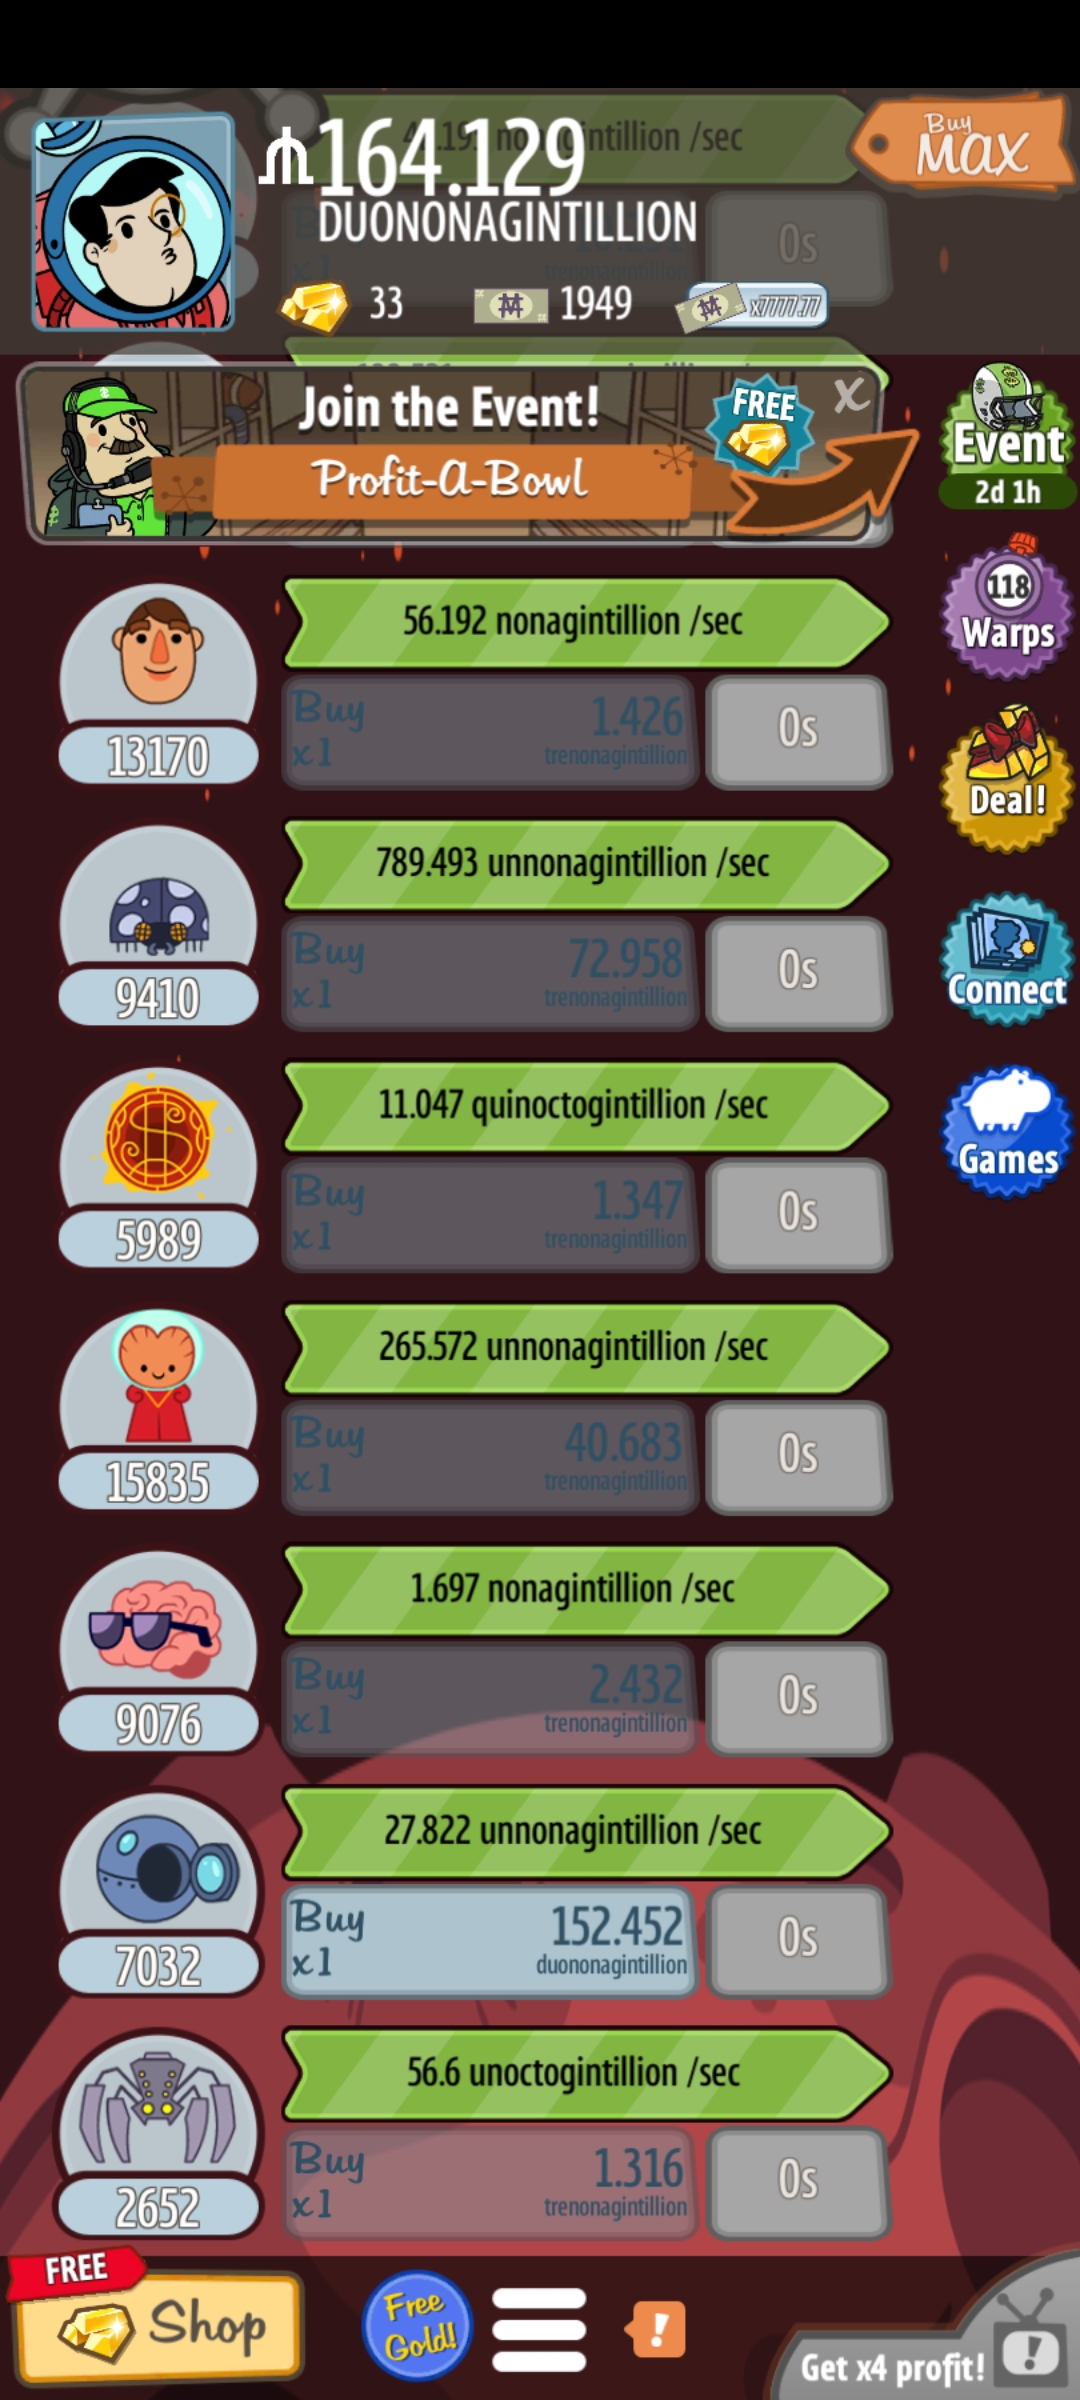 164.129
nonagintillion /sec
DUONONAGINTILLION
trenonagintillion
0s
33
1949
x7777.77
Buy
MAX
Join the Event!
Profit-A-Bowl
FREE
X
Event
2d 1h
118
Warps
Deal!
Connect
Games
56.192 nonagintillion /sec
13170
Buy
x1
1.426
trenonagintillion
0s
789.493 unnonagintillion /sec
9410
Buy
x1
72.958
trenonagintillion
0s
11.047 quinoctogintillion /sec
5989
Buy
x1
1.347
trenonagintillion
0s
265.572 unnonagintillion /sec
15835
Buy
x1
40.683
trenonagintillion
0s
1.697 nonagintillion /sec
9076
Buy
x1
2.432
trenonagintillion
0s
27.822 unnonagintillion /sec
7032
Buy
x1
152.452
duononagintillion
0s
56.6 unoctogintillion /sec
2652
Buy
x1
1.316
trenonagintillion
0s
FREE
Shop
Free
Gold!
!
Get x4 profit!
!